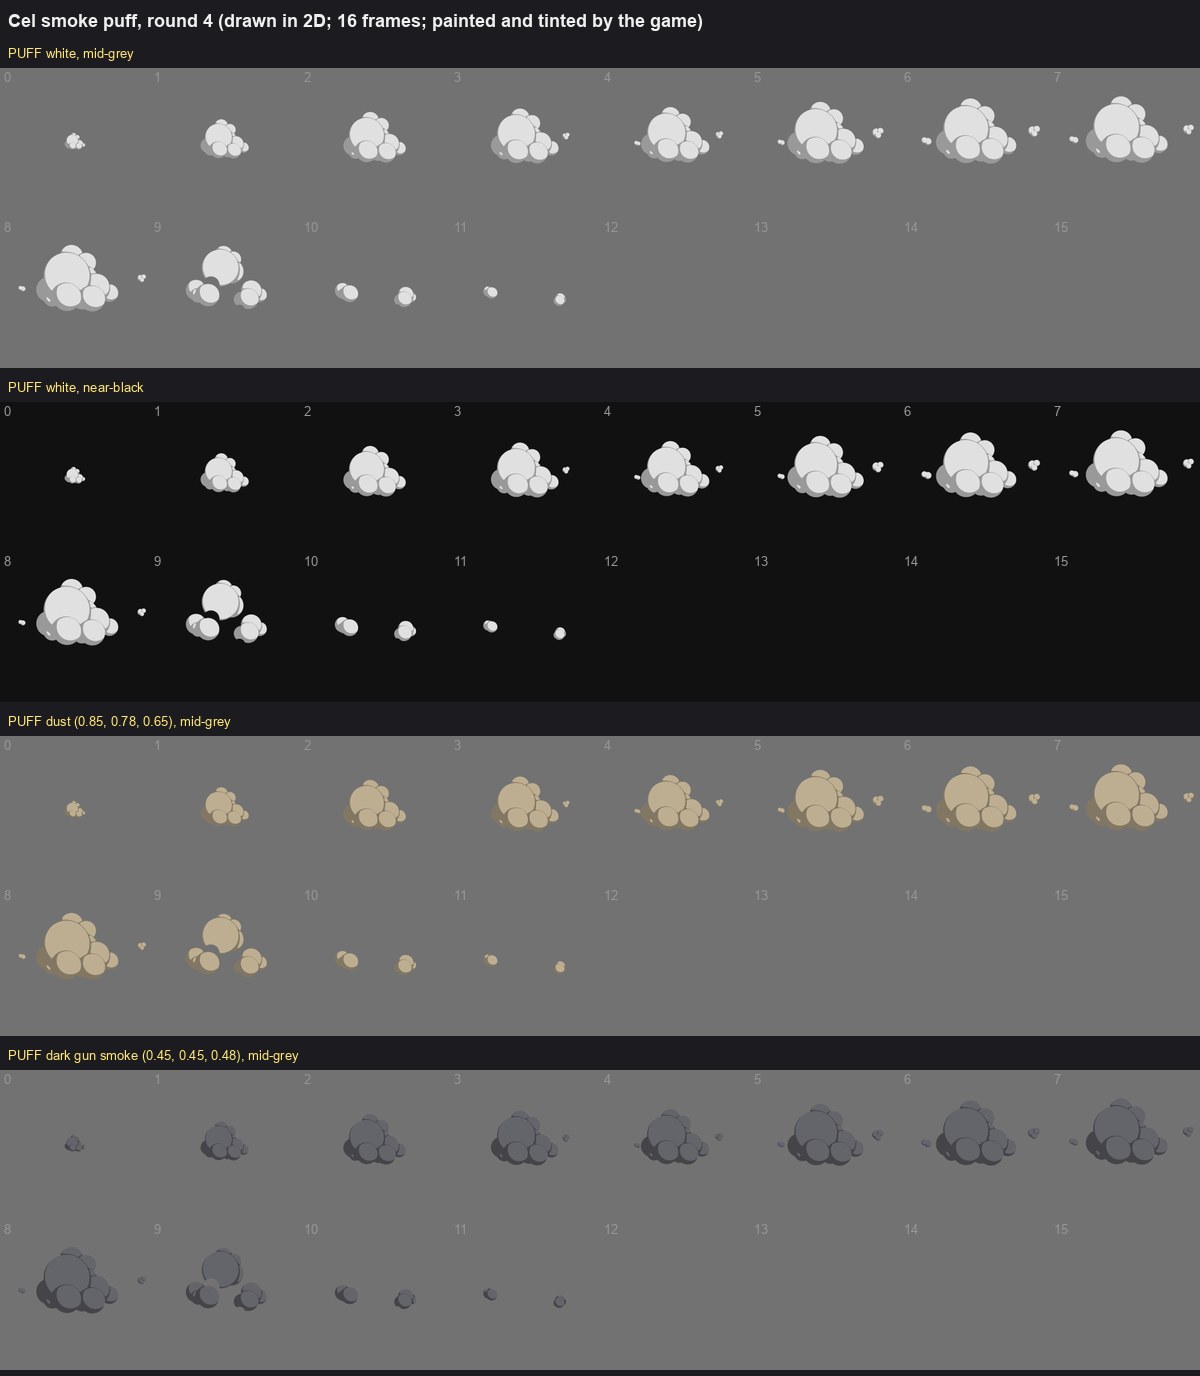 Cel smoke puff, round 4 (drawn in 2D; 16 frames; painted and tinted by the game)
PUFF white, mid-grey
0 1 2 3 4 5 6 7
8 9 10 11 12 13 14 15
PUFF white, near-black
0 1 2 3 4 5 6 7
8 9 10 11 12 13 14 15
PUFF dust (0.85, 0.78, 0.65), mid-grey
0 1 2 3 4 5 6 7
8 9 10 11 12 13 14 15
PUFF dark gun smoke (0.45, 0.45, 0.48), mid-grey
0 1 2 3 4 5 6 7
8 9 10 11 12 13 14 15